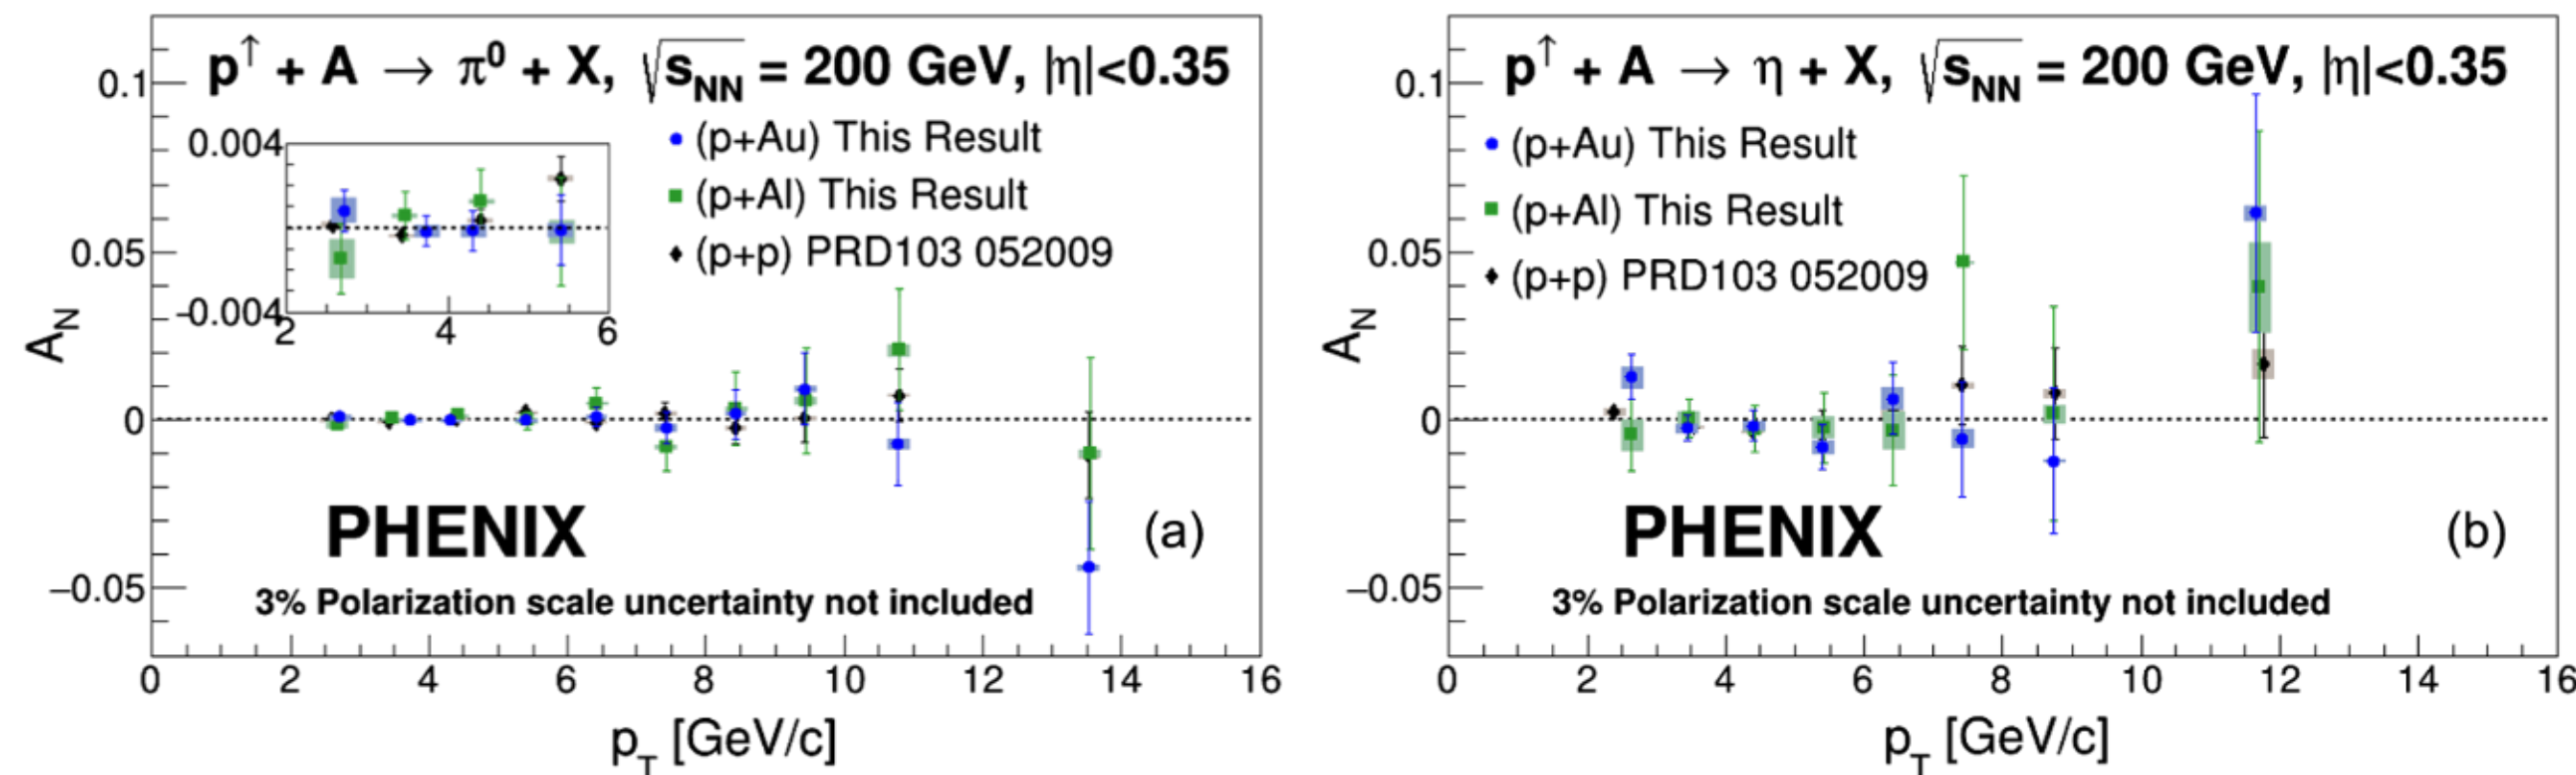 p↑ + A → π⁰ + X, √sNN = 200 GeV, |η|<0.35
(p+Au) This Result
(p+Al) This Result
(p+p) PRD103 052009
0.004
−0.004
2 4 6
0.1
0.05
0
−0.05
AN
PHENIX
(a)
3% Polarization scale uncertainty not included
0 2 4 6 8 10 12 14 16
pT [GeV/c]
p↑ + A → η + X, √sNN = 200 GeV, |η|<0.35
(p+Au) This Result
(p+Al) This Result
(p+p) PRD103 052009
0.1
0.05
0
−0.05
AN
PHENIX
(b)
3% Polarization scale uncertainty not included
0 2 4 6 8 10 12 14 16
pT [GeV/c]